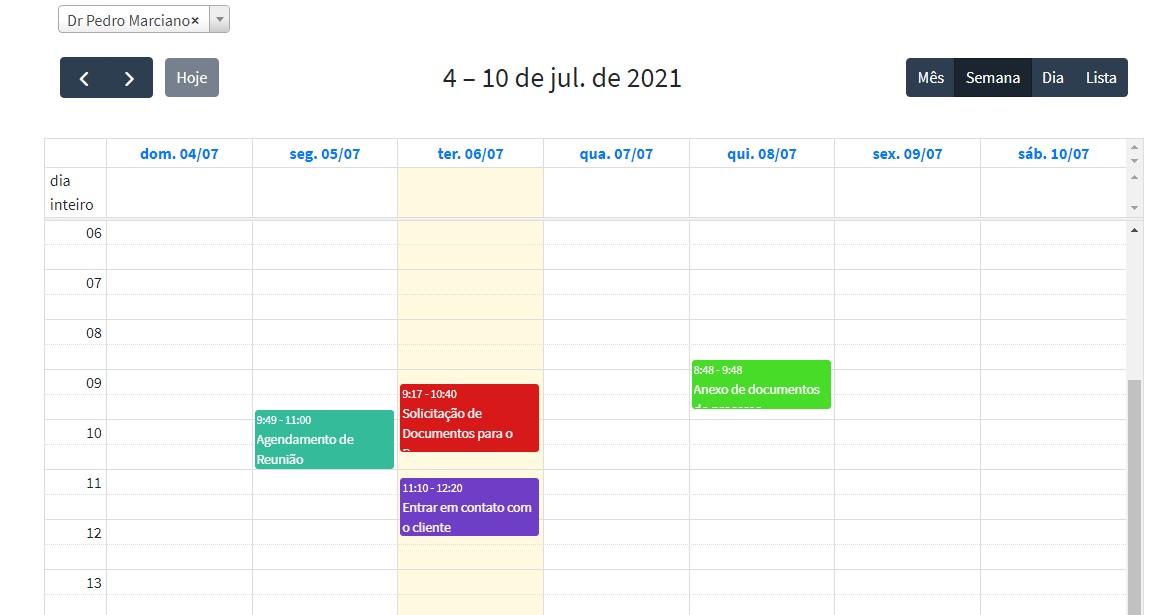 Dr Pedro Marciano×
Hoje
4 – 10 de jul. de 2021
Mês Semana Dia Lista
dom. 04/07 seg. 05/07 ter. 06/07 qua. 07/07 qui. 08/07 sex. 09/07 sáb. 10/07
dia
inteiro
06
07
08
8:48 - 9:48
Anexo de documentos
09
9:17 - 10:40
Solicitação de
Documentos para o
9:49 - 11:00
Agendamento de
Reunião
10
11
11:10 - 12:20
Entrar em contato com
o cliente
12
13